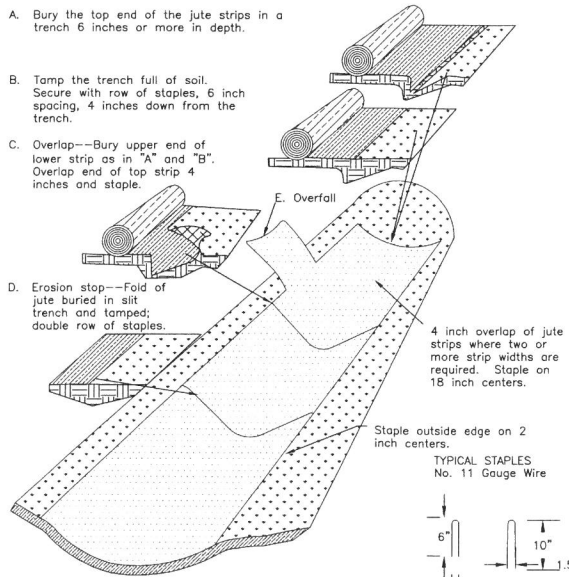 A. Bury the top end of the jute strips in a
trench 6 inches or more in depth.
B. Tamp the trench full of soil.
Secure with row of staples, 6 inch
spacing, 4 inches down from the
trench.
C. Overlap--Bury upper end of
lower strip as in "A" and "B".
Overlap end of top strip 4
inches and staple.
E. Overfall
D. Erosion stop--Fold of
jute buried in slit
trench and tamped;
double row of staples.
4 inch overlap of jute
strips where two or
more strip widths are
required. Staple on
18 inch centers.
Staple outside edge on 2
inch centers.
TYPICAL STAPLES
No. 11 Gauge Wire
6"
10"